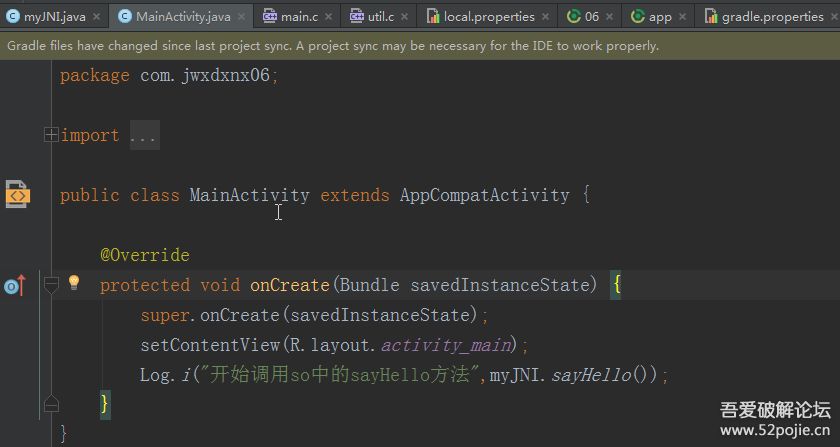 myJNI.java MainActivity.java main.c util.c local.properties 06 app gradle.properties
Gradle files have changed since last project sync. A project sync may be necessary for the IDE to work properly.
package com.jwxdxnx06;
import ...
public class MainActivity extends AppCompatActivity {
@Override
protected void onCreate(Bundle savedInstanceState) {
super.onCreate(savedInstanceState);
setContentView(R.layout.activity_main);
Log.i("开始调用so中的sayHello方法",myJNI.sayHello());
}
}
吾爱破解论坛
www.52pojie.cn